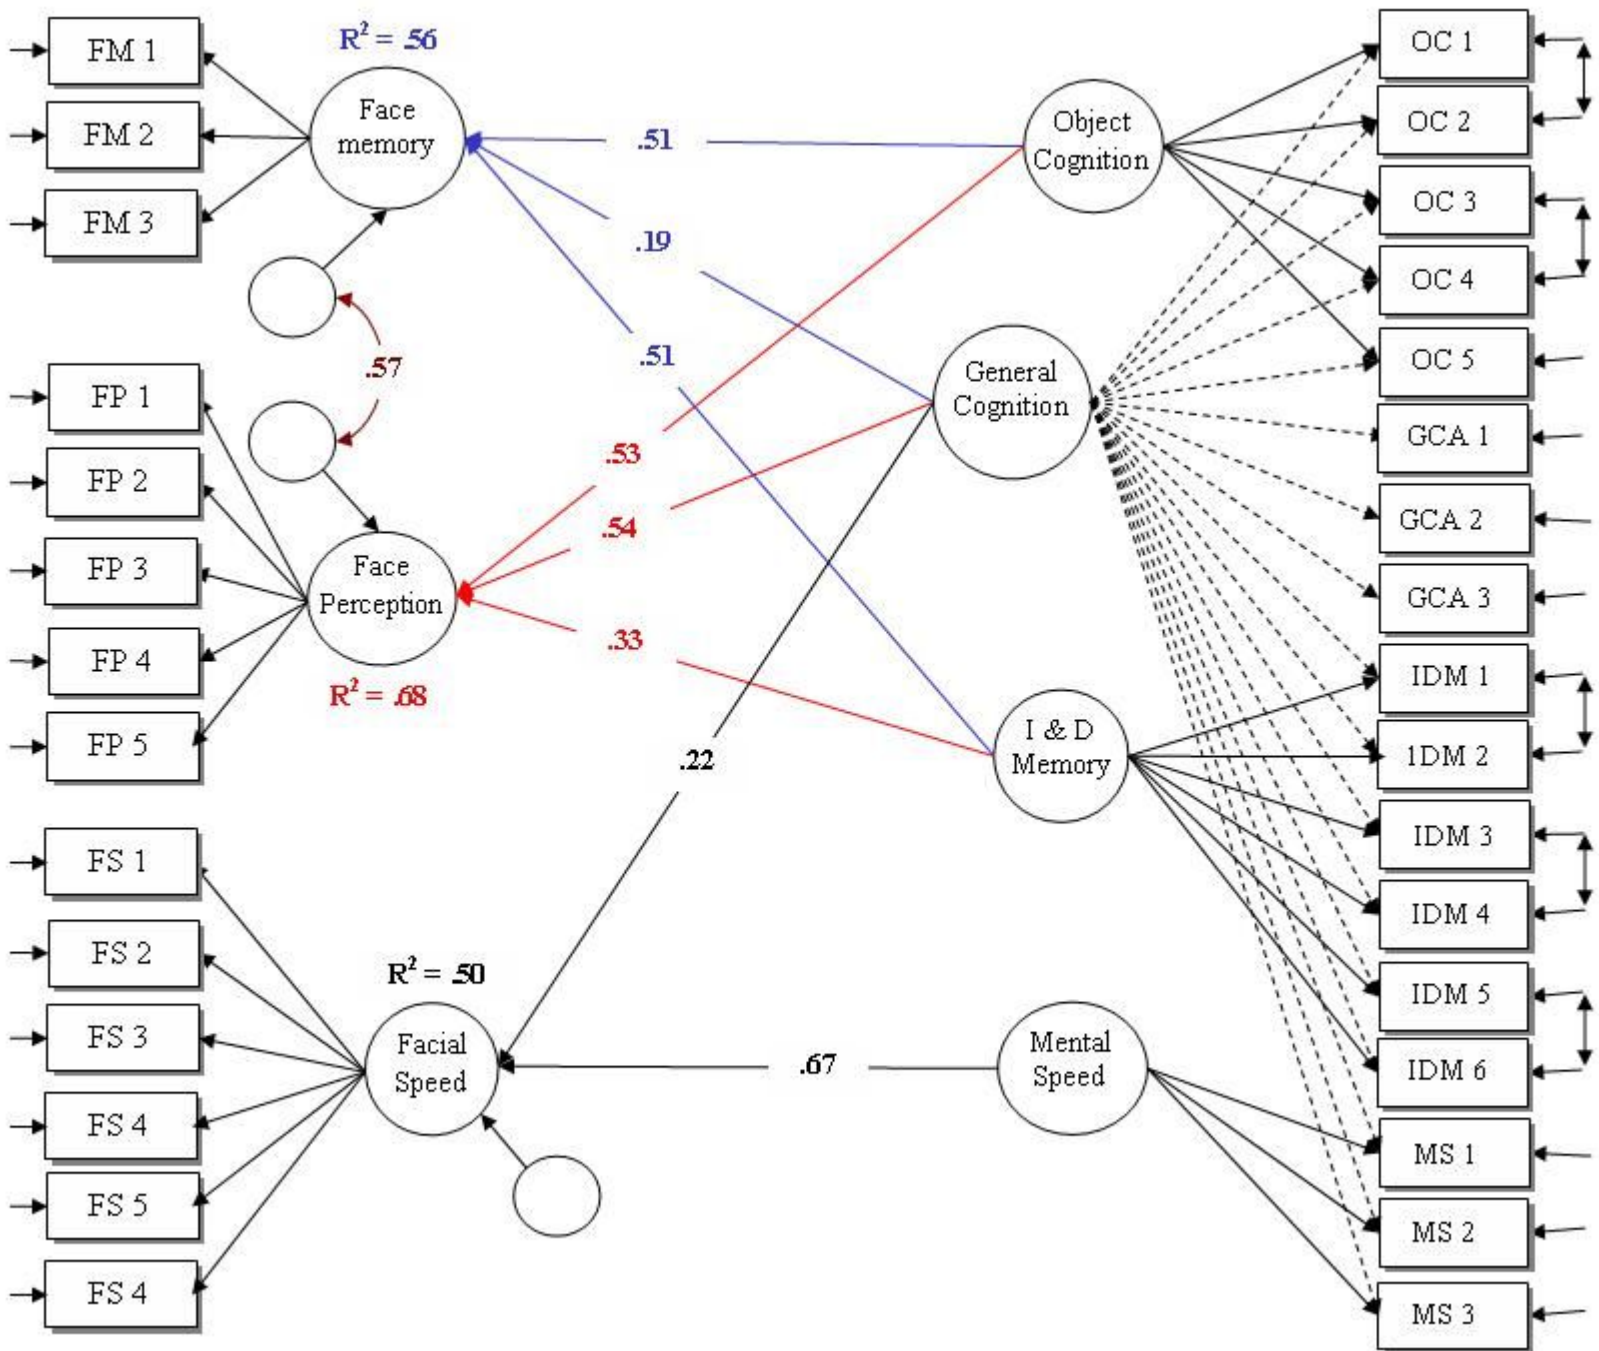 FM 1
FM 2
FM 3
R² = .56
Face
memory
.57
FP 1
FP 2
FP 3
FP 4
FP 5
Face
Perception
R² = .68
FS 1
FS 2
FS 3
FS 4
FS 5
FS 4
R² = .50
Facial
Speed
.51
.19
.51
.53
.54
.33
.22
.67
Object
Cognition
General
Cognition
I & D
Memory
Mental
Speed
OC 1
OC 2
OC 3
OC 4
OC 5
GCA 1
GCA 2
GCA 3
IDM 1
1DM 2
IDM 3
IDM 4
IDM 5
IDM 6
MS 1
MS 2
MS 3